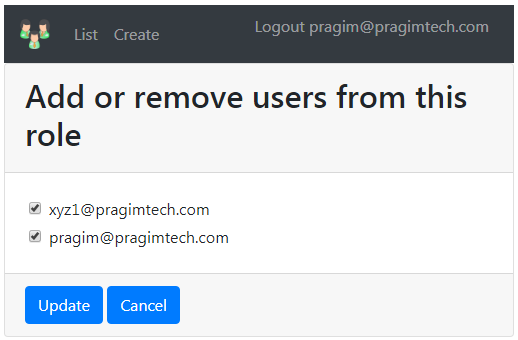 List Create Logout pragim@pragimtech.com
Add or remove users from this
role
xyz1@pragimtech.com
pragim@pragimtech.com
Update Cancel